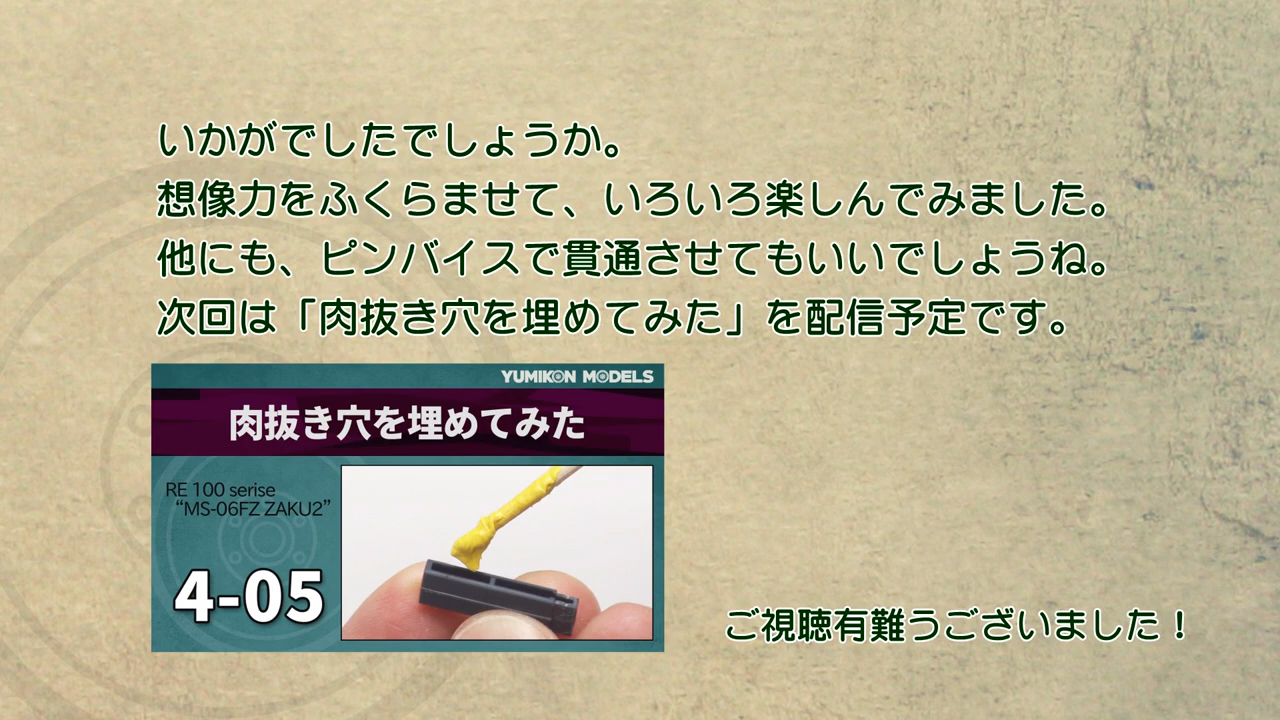 いかがでしたでしょうか。
想像力をふくらませて、いろいろ楽しんでみました。
他にも、ピンバイスで貫通させてもいいでしょうね。
次回は「肉抜き穴を埋めてみた」を配信予定です。
YUMIKON MODELS
肉抜き穴を埋めてみた
RE 100 serise
“MS-06FZ ZAKU2”
4-05
ご視聴有難うございました！